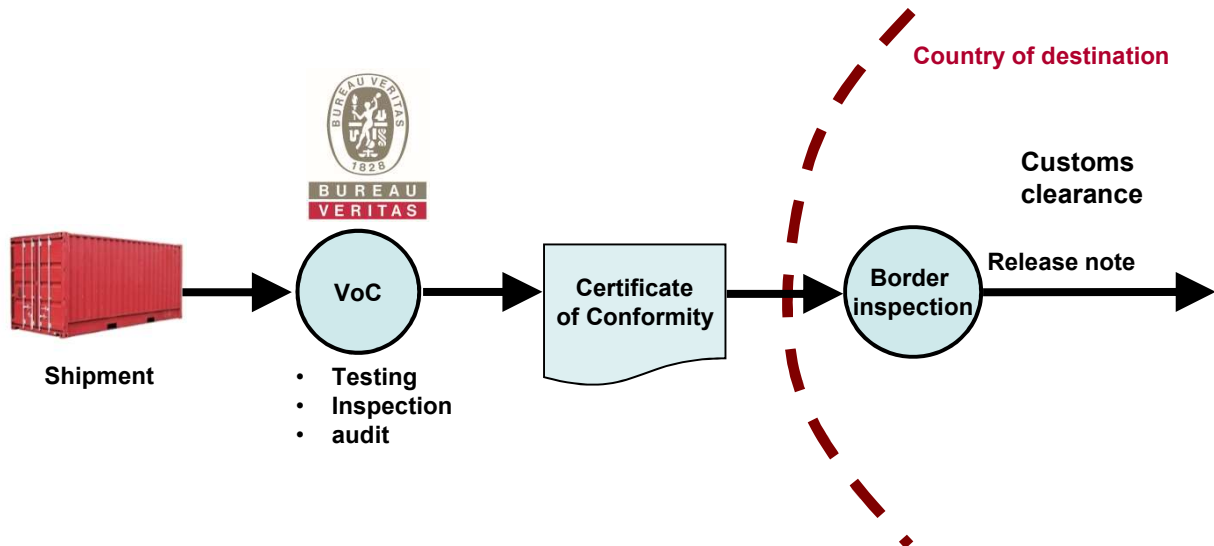 Country of destination
BUREAU VERITAS
1828
BUREAU
VERITAS
Customs
clearance
Shipment
VoC
• Testing
• Inspection
• audit
Certificate
of Conformity
Border
inspection
Release note